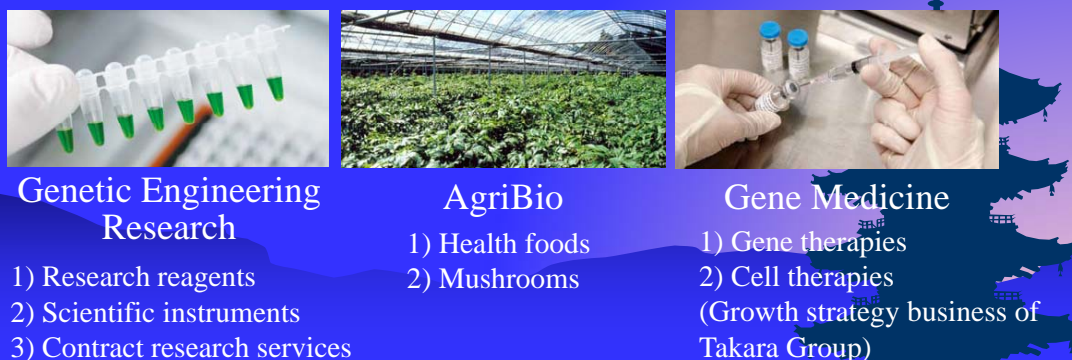 Genetic Engineering
Research
1) Research reagents
2) Scientific instruments
3) Contract research services
AgriBio
1) Health foods
2) Mushrooms
Gene Medicine
1) Gene therapies
2) Cell therapies
(Growth strategy business of
Takara Group)